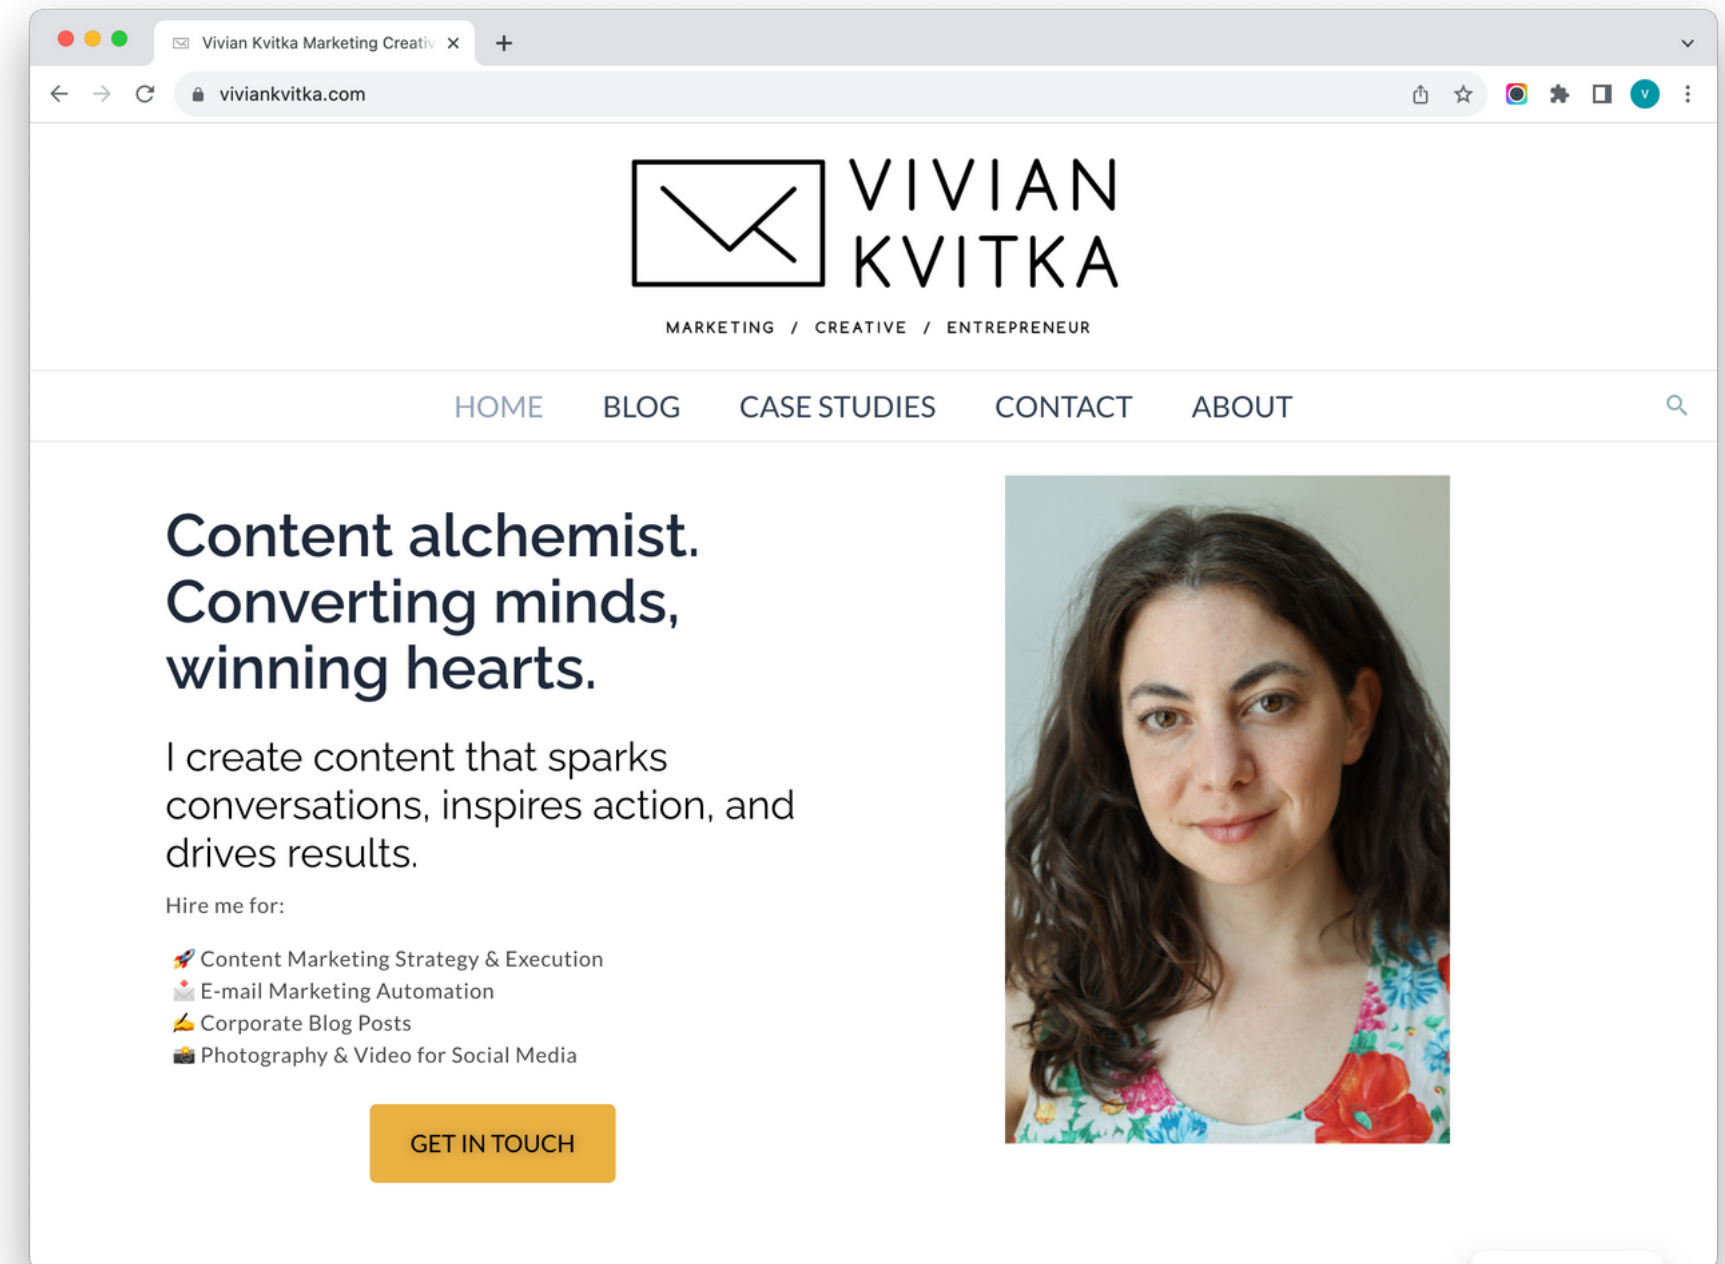 Vivian Kvitka Marketing Creativ
viviankvitka.com
V
VIVIAN
KVITKA
MARKETING / CREATIVE / ENTREPRENEUR
HOME BLOG CASE STUDIES CONTACT ABOUT
Content alchemist.
Converting minds,
winning hearts.
I create content that sparks
conversations, inspires action, and
drives results.
Hire me for:
🚀 Content Marketing Strategy & Execution
📩 E-mail Marketing Automation
✍️ Corporate Blog Posts
📸 Photography & Video for Social Media
GET IN TOUCH